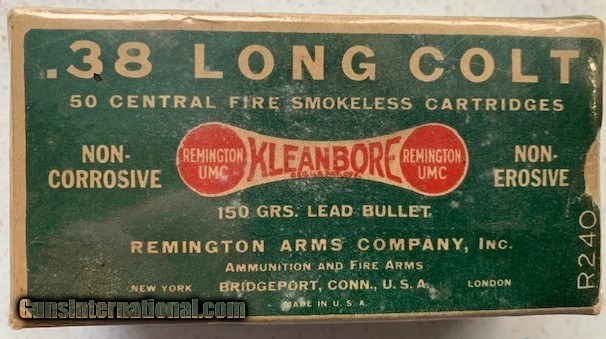 .38 LONG COLT
50 CENTRAL FIRE SMOKELESS CARTRIDGES
NON-
CORROSIVE
REMINGTON
UMC
KLEANBORE
REMINGTON
UMC
NON-
EROSIVE
150 GRS. LEAD BULLET.
REMINGTON ARMS COMPANY, INC.
AMMUNITION AND FIRE ARMS
NEW YORK BRIDGEPORT, CONN., U.S.A. LONDON
MADE IN U.S.A.
R240
GunsInternational.com